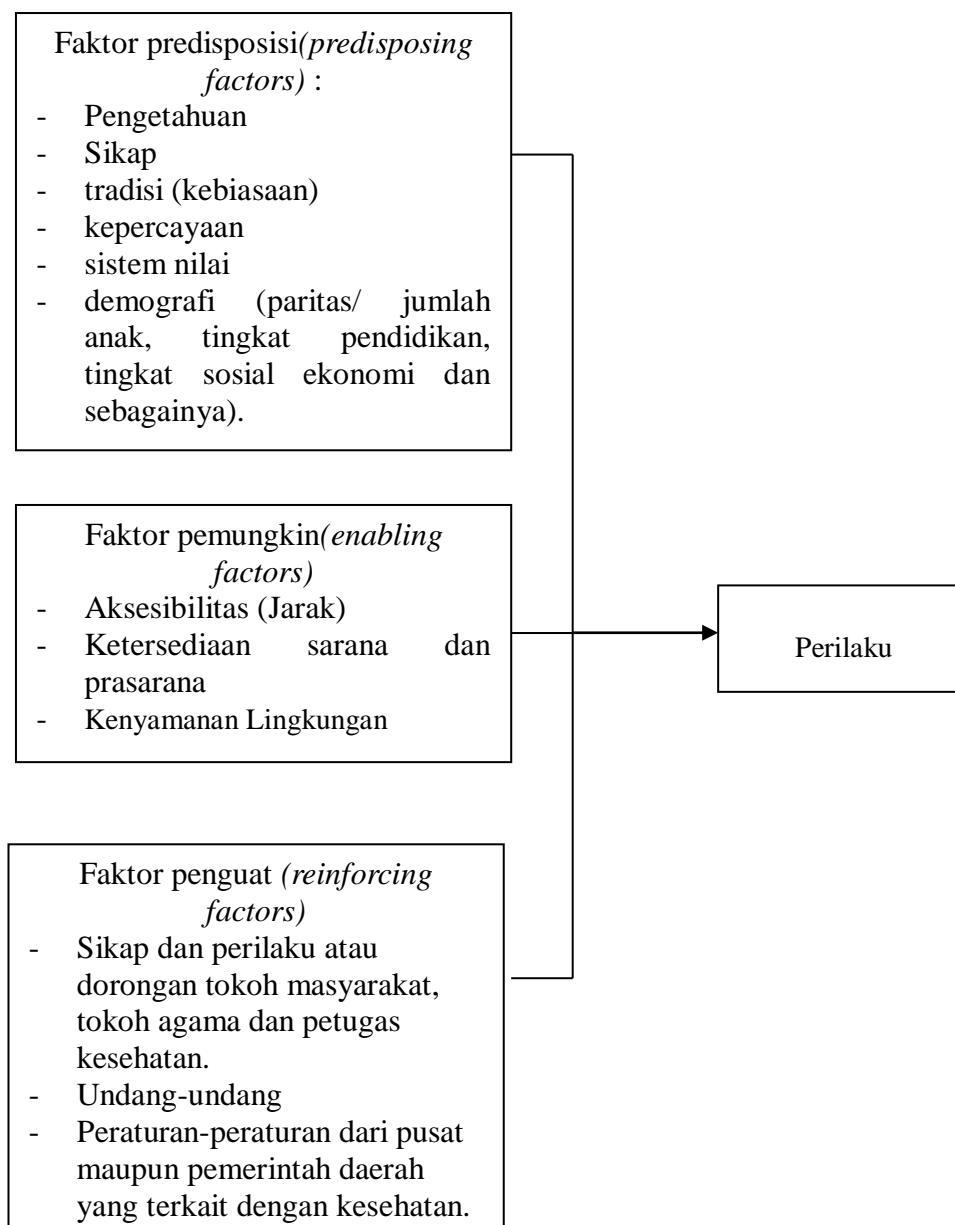 Faktor predisposisi(predisposing
factors) :
- Pengetahuan
- Sikap
- tradisi (kebiasaan)
- kepercayaan
- sistem nilai
- demografi (paritas/ jumlah
anak, tingkat pendidikan,
tingkat sosial ekonomi dan
sebagainya).
Faktor pemungkin(enabling
factors)
- Aksesibilitas (Jarak)
- Ketersediaan sarana dan
prasarana
- Kenyamanan Lingkungan
Perilaku
Faktor penguat (reinforcing
factors)
- Sikap dan perilaku atau
dorongan tokoh masyarakat,
tokoh agama dan petugas
kesehatan.
- Undang-undang
- Peraturan-peraturan dari pusat
maupun pemerintah daerah
yang terkait dengan kesehatan.